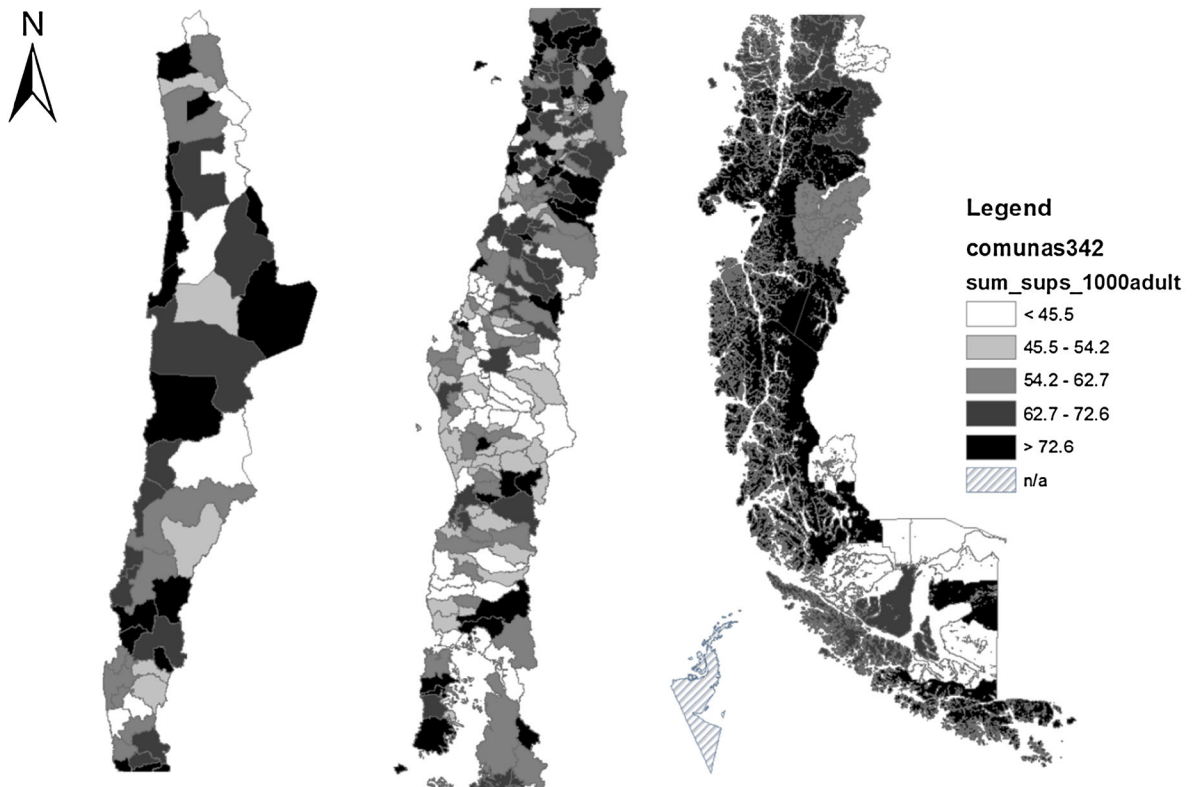 N
Legend
comunas342
sum_sups_1000adult
< 45.5
45.5 - 54.2
54.2 - 62.7
62.7 - 72.6
> 72.6
n/a